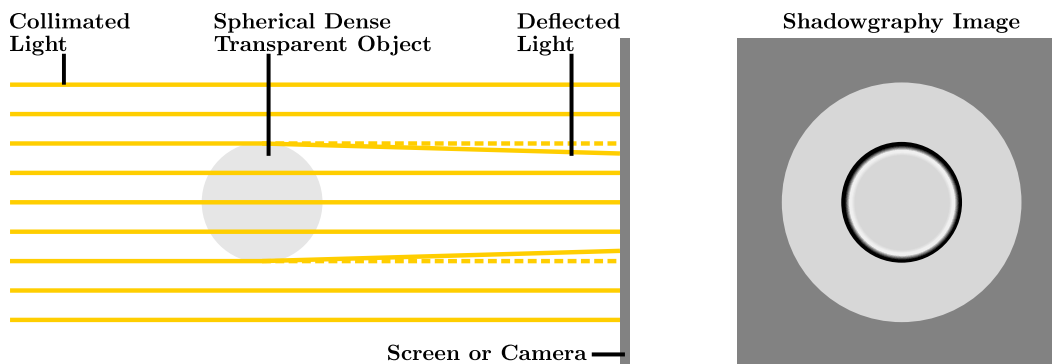 Collimated
Light
Spherical Dense
Transparent Object
Deflected
Light
Shadowgraphy Image
Screen or Camera